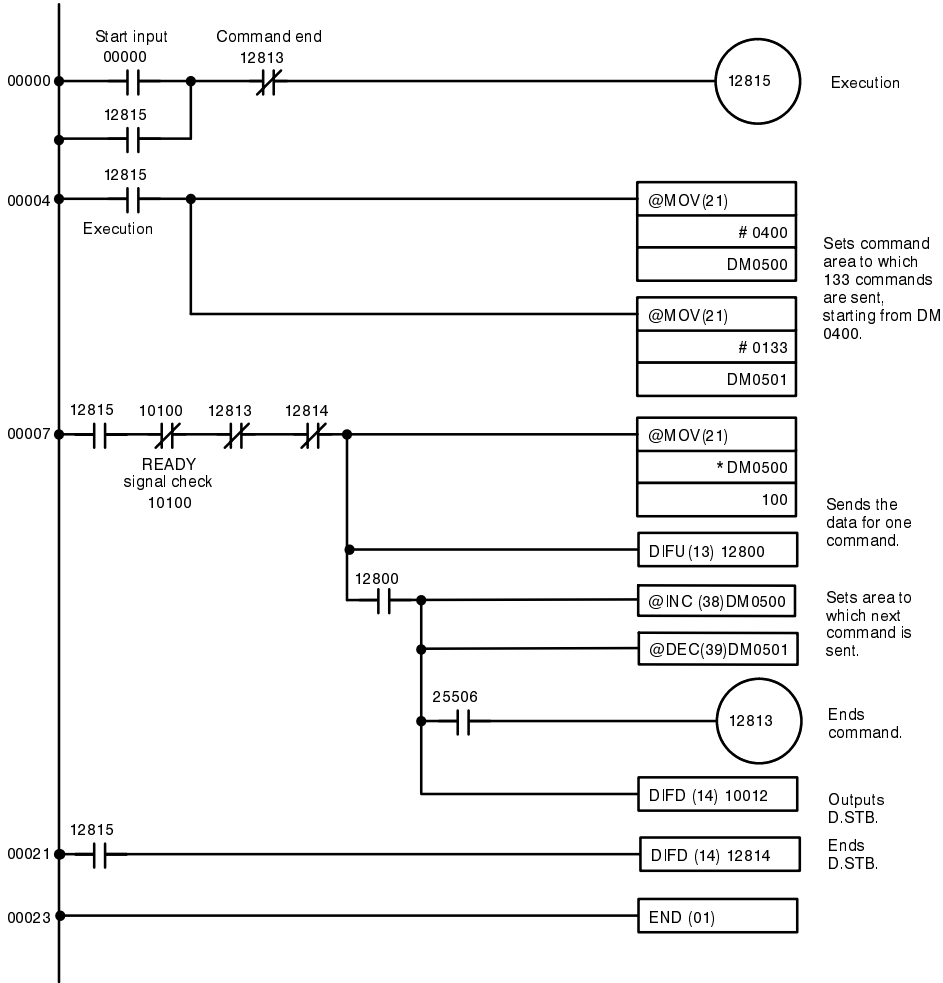 Start input
00000
Command end
12813
00000
12815
Execution
12815
12815
00004
Execution
@MOV(21)
# 0400
DM0500
@MOV(21)
# 0133
DM0501
Sets command
area to which
133 commands
are sent,
starting from DM
0400.
12815
10100
12813
12814
00007
READY
signal check
10100
@MOV(21)
* DM0500
100
DIFU (13) 12800
Sends the
data for one
command.
12800
@INC (38)DM0500
@DEC(39)DM0501
Sets area to
which next
command is
sent.
25506
12813
Ends
command.
DIFD (14) 10012
Outputs
D.STB.
12815
00021
DIFD (14) 12814
Ends
D.STB.
00023
END (01)